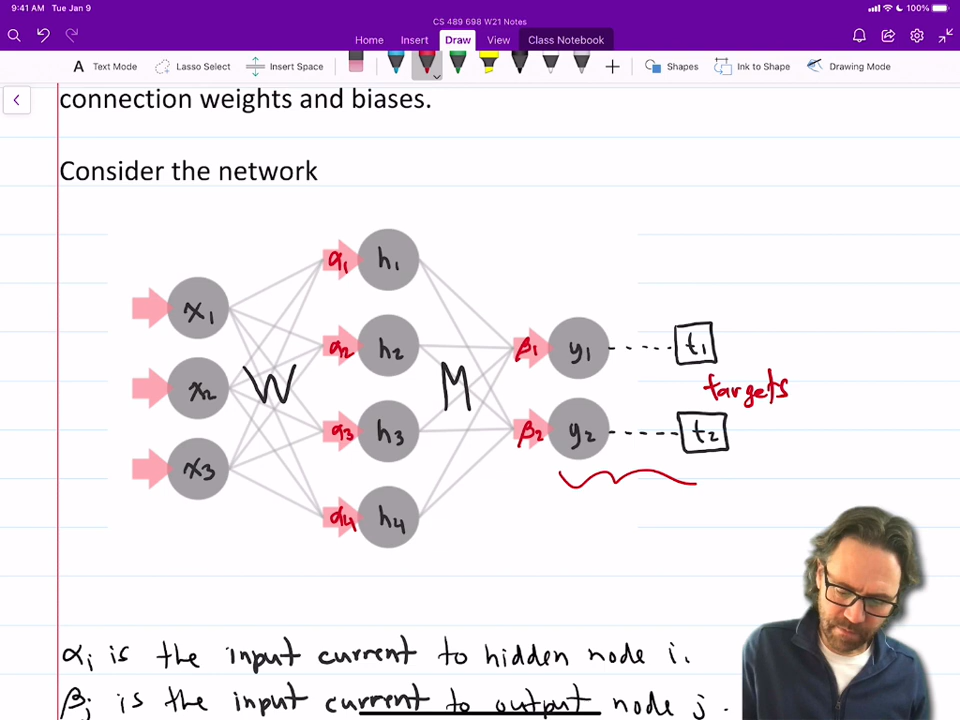 9:41 AM Tue Jan 9
100%
CS 489 698 W21 Notes
Home Insert Draw View Class Notebook
A Text Mode Lasso Select Insert Space Shapes Ink to Shape Drawing Mode
connection weights and biases.
Consider the network
α1 h1
x1
α2 h2 β1 y1 t1
x2 W M targets
α3 h3 β2 y2 t2
x3
α4 h4
αi is the input current to hidden node i.
βj is the input current to output node j.